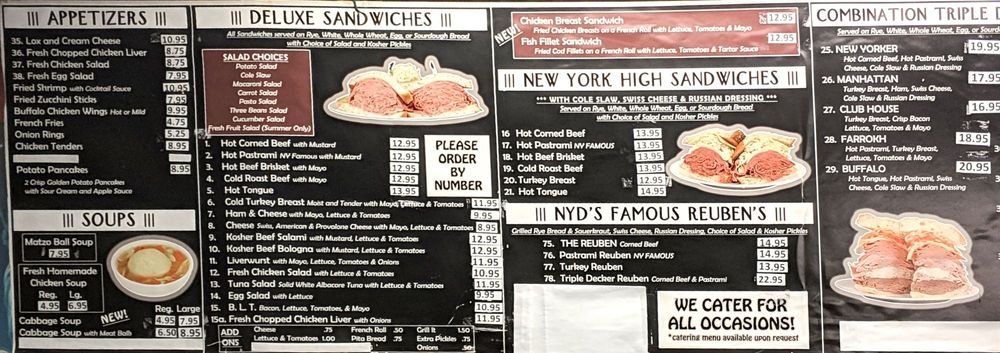 ||| APPETIZERS |||
35. Lox and Cream Cheese 10.95
36. Fresh Chopped Chicken Liver 8.75
37. Fresh Chicken Salad 8.75
38. Fresh Egg Salad 7.95
Fried Shrimp with Cocktail Sauce 10.95
Fried Zucchini Sticks 7.95
Buffalo Chicken Wings Hot or Mild 9.95
French Fries 4.75
Onion Rings 5.25
Chicken Tenders 8.95
Potato Pancakes 8.95
2 Crisp Golden Potato Pancakes
with Sour Cream and Apple Sauce
||| SOUPS |||
Matzo Ball Soup
7.95
Fresh Homemade
Chicken Soup
Reg. Lg.
4.95 6.95
NEW! Reg. Large
Cabbage Soup 4.95 7.95
Cabbage Soup with Meat Balls 6.50 8.95
||| DELUXE SANDWICHES |||
All Sandwiches served on Rye, White, Whole Wheat, Egg, or Sourdough Bread
with Choice of Salad and Kosher Pickles
SALAD CHOICES
Potato Salad
Cole Slaw
Macaroni Salad
Carrot Salad
Pasta Salad
Three Beans Salad
Cucumber Salad
Fresh Fruit Salad (Summer Only)
PLEASE
ORDER
BY
NUMBER
1. Hot Corned Beef with Mustard 12.95
2. Hot Pastrami NY Famous with Mustard 12.95
3. Hot Beef Brisket with Mayo 12.95
4. Cold Roast Beef with Mayo 12.95
5. Hot Tongue 13.95
6. Cold Turkey Breast Moist and Tender with Mayo, Lettuce & Tomatoes 11.95
7. Ham & Cheese with Mayo, Lettuce & Tomatoes 9.95
8. Cheese Swiss, American & Provolone Cheese with Mayo, Lettuce & Tomatoes 8.95
9. Kosher Beef Salami with Mustard, Lettuce & Tomatoes 12.95
10. Kosher Beef Bologna with Mustard, Lettuce & Tomatoes 12.95
11. Liverwurst with Mayo, Lettuce, Tomatoes & Onions 11.95
12. Fresh Chicken Salad with Lettuce & Tomatoes 10.95
13. Tuna Salad Solid White Albacore Tuna with Lettuce & Tomatoes 11.95
14. Egg Salad with Lettuce 9.95
15. B. L. T. Bacon, Lettuce, Tomatoes, & Mayo 10.95
15a. Fresh Chopped Chicken Liver with Onions 11.95
ADD
ONS
Cheese .75 French Roll .50 Grill It 1.50
Lettuce & Tomatoes 1.00 Pita Bread .75 Extra Pickles .75
Onions .50
NEW!
Chicken Breast Sandwich 12.95
Fried Chicken Breasts on a French Roll with Lettuce, Tomatoes & Mayo
Fish Fillet Sandwich 12.95
Fried Cod Fillets on a French Roll with Lettuce, Tomatoes & Tartar Sauce
||| NEW YORK HIGH SANDWICHES |||
*** WITH COLE SLAW, SWISS CHEESE & RUSSIAN DRESSING ***
Served on Rye, White, Whole Wheat, Egg, or Sourdough Bread
with Choice of Salad and Kosher Pickles
16 Hot Corned Beef 13.95
17. Hot Pastrami NY FAMOUS 13.95
18. Hot Beef Brisket 13.95
19. Cold Roast Beef 13.95
20. Turkey Breast 12.95
21. Hot Tongue 14.95
||| NYD'S FAMOUS REUBEN'S |||
Grilled Rye Bread & Sauerkraut, Swiss Cheese, Russian Dressing, Choice of Salad & Kosher Pickles
75. THE REUBEN Corned Beef 14.95
76. Pastrami Reuben NY FAMOUS 14.95
77. Turkey Reuben 13.95
78. Triple Decker Reuben Corned Beef & Pastrami 22.95
WE CATER FOR
ALL OCCASIONS!
*catering menu available upon request
COMBINATION TRIPLE D
Served on Rye, White, Whole Wheat, Egg, or Sourdough
25. NEW YORKER 19.95
Hot Corned Beef, Hot Pastrami, Swiss
Cheese, Cole Slaw & Russian Dressing
26. MANHATTAN 17.95
Turkey Breast, Ham, Swiss Cheese,
Cole Slaw & Russian Dressing
27. CLUB HOUSE 16.95
Turkey Breast, Crisp Bacon
Lettuce, Tomatoes & Mayo
28. FARROKH 18.95
Hot Pastrami, Turkey Breast,
Lettuce, Tomatoes & Mayo
29. BUFFALO 20.95
Hot Tongue, Hot Pastrami, Swiss
Cheese, Cole Slaw & Russian Dressing